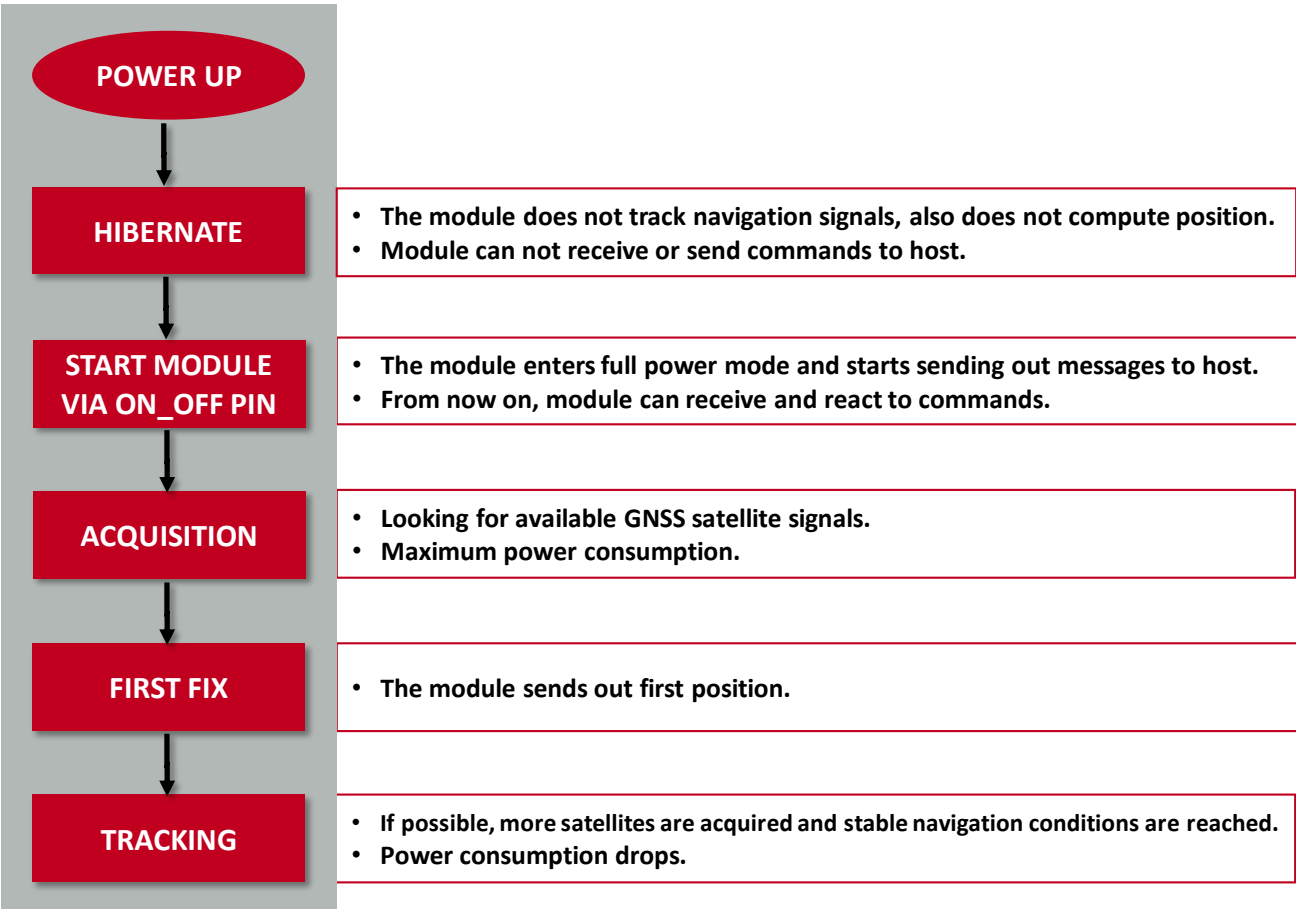 POWER UP
HIBERNATE
• The module does not track navigation signals, also does not compute position.
• Module can not receive or send commands to host.
START MODULE
VIA ON_OFF PIN
• The module enters full power mode and starts sending out messages to host.
• From now on, module can receive and react to commands.
ACQUISITION
• Looking for available GNSS satellite signals.
• Maximum power consumption.
FIRST FIX
• The module sends out first position.
TRACKING
• If possible, more satellites are acquired and stable navigation conditions are reached.
• Power consumption drops.